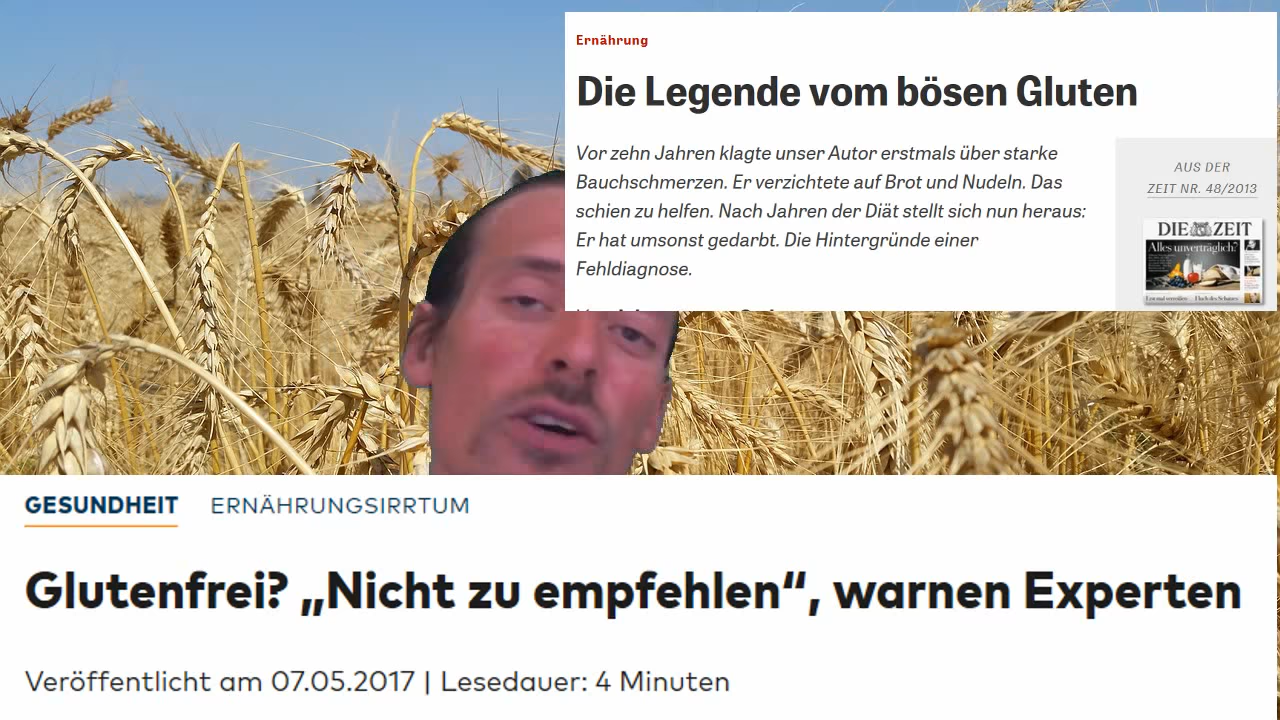 Ernährung
Die Legende vom bösen Gluten
Vor zehn Jahren klagte unser Autor erstmals über starke
Bauchschmerzen. Er verzichtete auf Brot und Nudeln. Das
schien zu helfen. Nach Jahren der Diät stellt sich nun heraus:
Er hat umsonst gedarbt. Die Hintergründe einer
Fehldiagnose.
AUS DER
ZEIT NR. 48/2013
DIE ZEIT
Alles unverträglich?
GESUNDHEIT ERNÄHRUNGSIRRTUM
Glutenfrei? „Nicht zu empfehlen“, warnen Experten
Veröffentlicht am 07.05.2017 | Lesedauer: 4 Minuten